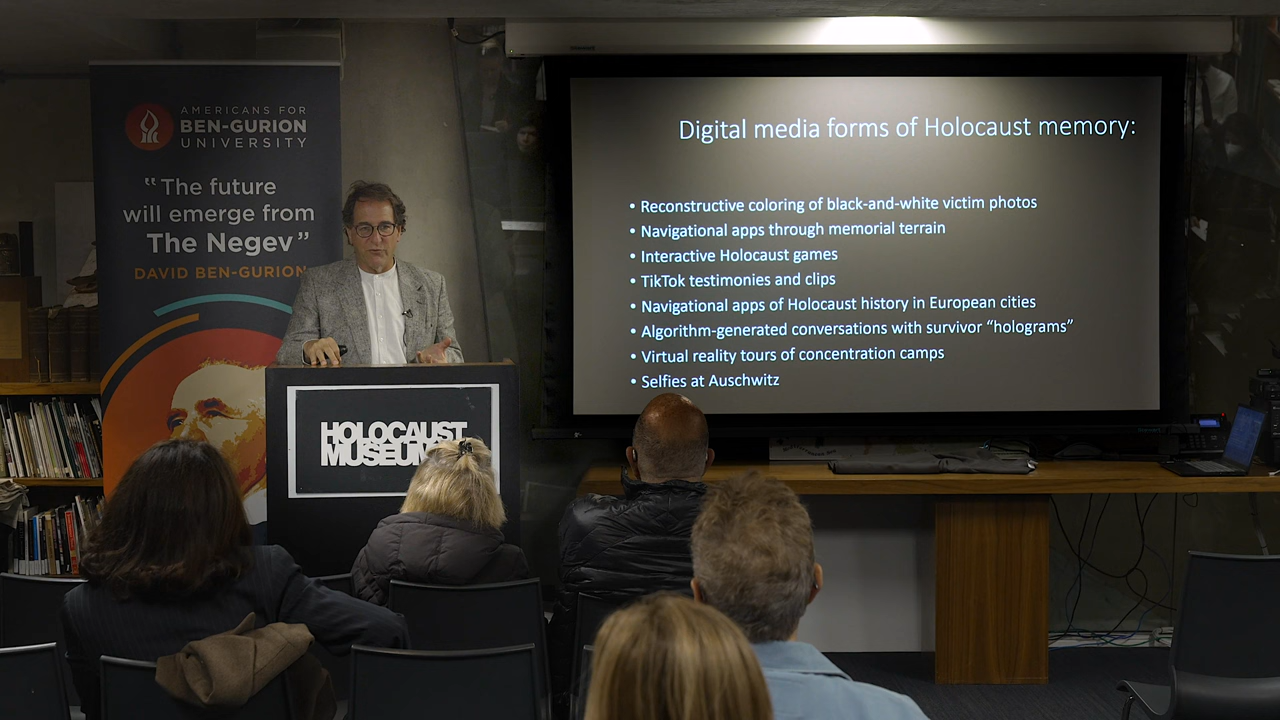 AMERICANS FOR
BEN-GURION
UNIVERSITY
“The future
will emerge from
The Negev”
DAVID BEN-GURION
HOLOCAUST
MUSEUM
Digital media forms of Holocaust memory:
• Reconstructive coloring of black-and-white victim photos
• Navigational apps through memorial terrain
• Interactive Holocaust games
• TikTok testimonies and clips
• Navigational apps of Holocaust history in European cities
• Algorithm-generated conversations with survivor “holograms”
• Virtual reality tours of concentration camps
• Selfies at Auschwitz